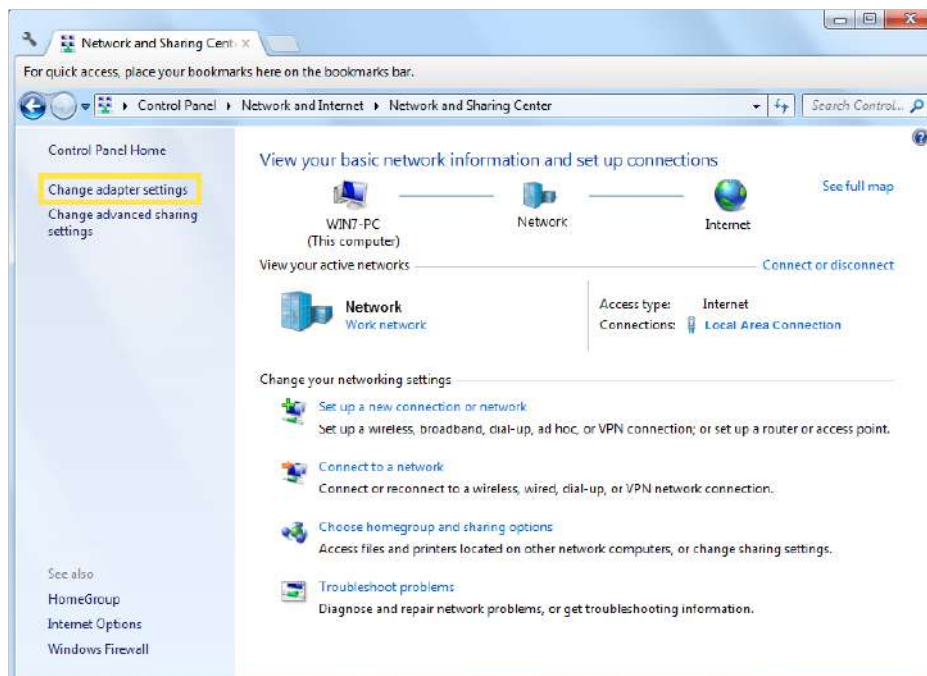 Network and Sharing Cent
For quick access, place your bookmarks here on the bookmarks bar.
Control Panel Network and Internet Network and Sharing Center
Search Control...
Control Panel Home
Change adapter settings
Change advanced sharing
settings
View your basic network information and set up connections
See full map
WIN7-PC
(This computer)
Network
Internet
View your active networks
Connect or disconnect
Network
Work network
Access type: Internet
Connections: Local Area Connection
Change your networking settings
Set up a new connection or network
Set up a wireless, broadband, dial-up, ad hoc, or VPN connection; or set up a router or access point.
Connect to a network
Connect or reconnect to a wireless, wired, dial-up, or VPN network connection.
Choose homegroup and sharing options
Access files and printers located on other network computers, or change sharing settings.
Troubleshoot problems
Diagnose and repair network problems, or get troubleshooting information.
See also
HomeGroup
Internet Options
Windows Firewall